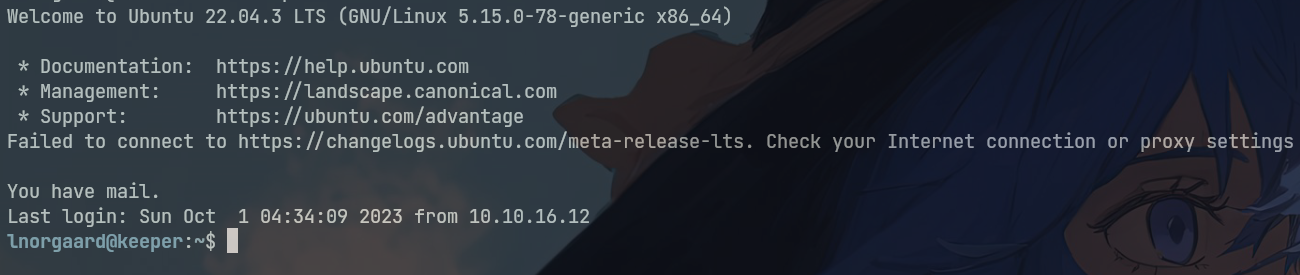 Welcome to Ubuntu 22.04.3 LTS (GNU/Linux 5.15.0-78-generic x86_64)
* Documentation: https://help.ubuntu.com
* Management: https://landscape.canonical.com
* Support: https://ubuntu.com/advantage
Failed to connect to https://changelogs.ubuntu.com/meta-release-lts. Check your Internet connection or proxy settings
You have mail.
Last login: Sun Oct  1 04:34:09 2023 from 10.10.16.12
lnorgaard@keeper:~$